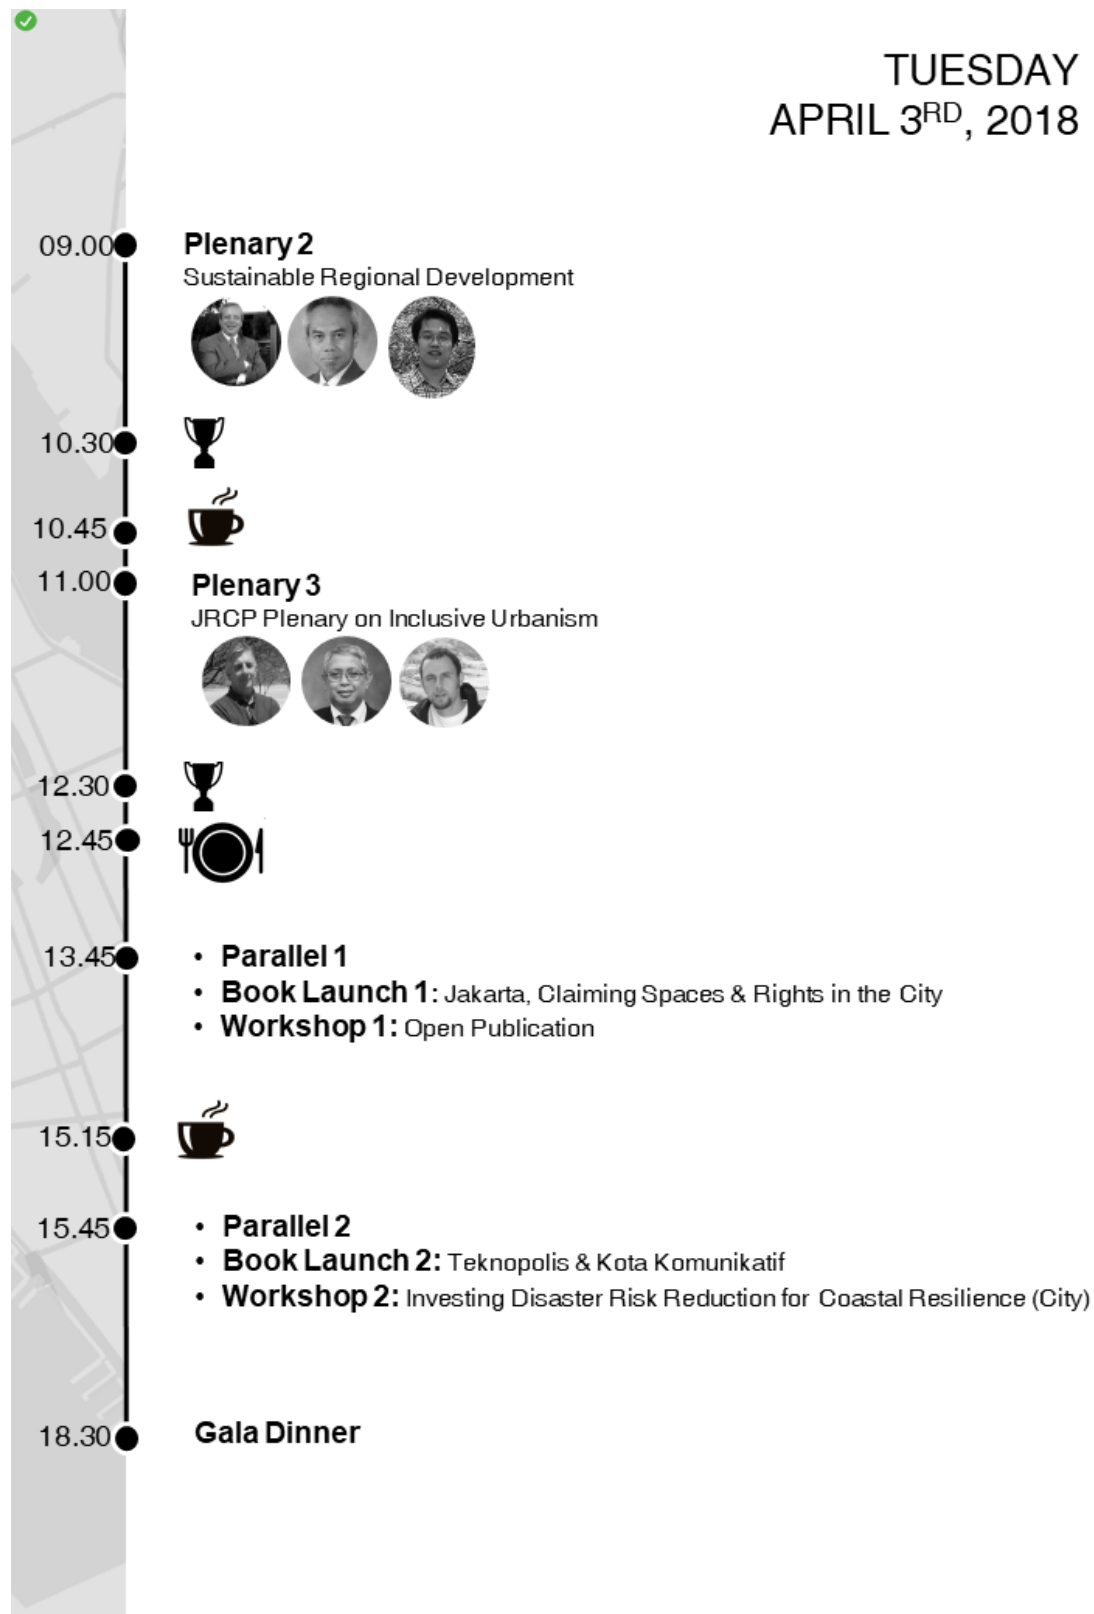 TUESDAY
APRIL 3RD, 2018
09.00
Plenary 2
Sustainable Regional Development
10.30
10.45
11.00
Plenary 3
JRCP Plenary on Inclusive Urbanism
12.30
12.45
13.45
• Parallel 1
• Book Launch 1: Jakarta, Claiming Spaces & Rights in the City
• Workshop 1: Open Publication
15.15
15.45
• Parallel 2
• Book Launch 2: Teknopolis & Kota Komunikatif
• Workshop 2: Investing Disaster Risk Reduction for Coastal Resilience (City)
18.30
Gala Dinner